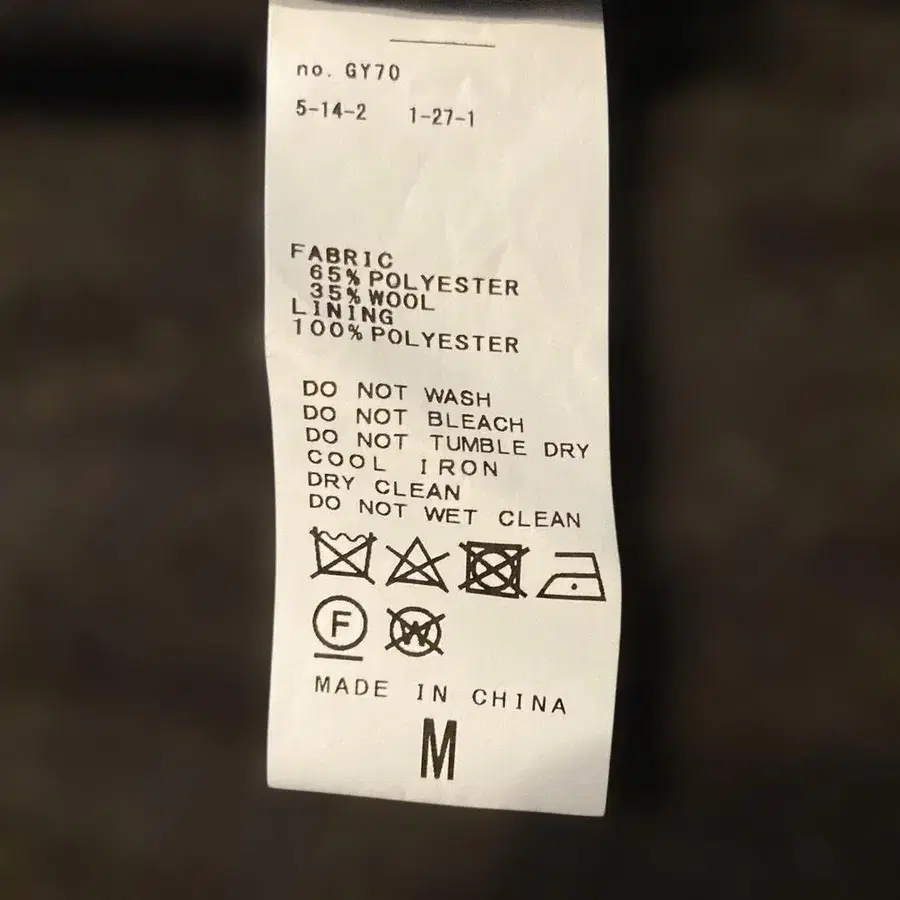 no. GY70
5-14-2 1-27-1
FABRIC
65% POLYESTER
35% WOOL
LINING
100% POLYESTER
DO NOT WASH
DO NOT BLEACH
DO NOT TUMBLE DRY
COOL IRON
DRY CLEAN
DO NOT WET CLEAN
F W
MADE IN CHINA
M